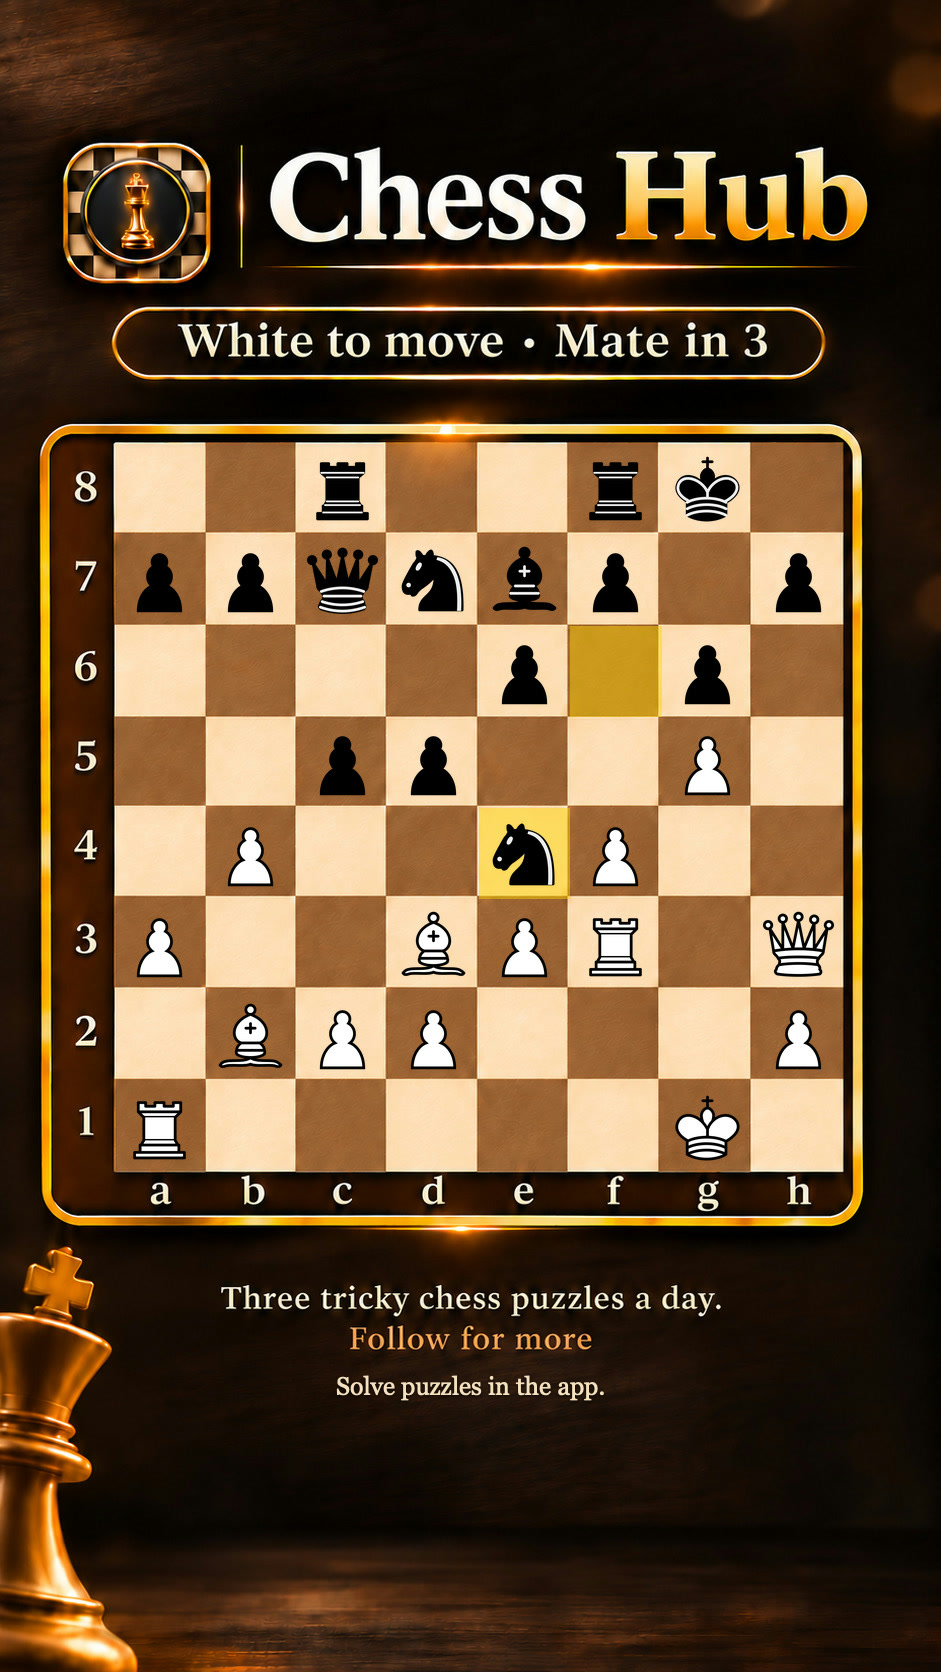 Chess Hub
White to move • Mate in 3
8
7
6
5
4
3
2
1
a b c d e f g h
Three tricky chess puzzles a day.
Follow for more
Solve puzzles in the app.